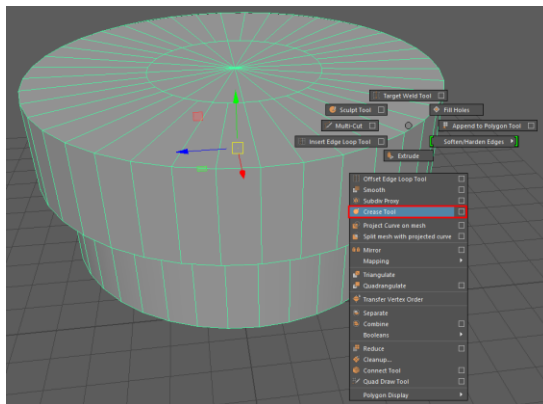 Target Weld Tool
Sculpt Tool
Fill Holes
Multi-Cut
Append to Polygon Tool
Insert Edge Loop Tool
Soften/Harden Edges
Extrude
Offset Edge Loop Tool
Smooth
Subdiv Proxy
Crease Tool
Project Curve on mesh
Split mesh with projected curve
Mirror
Mapping
Triangulate
Quadrangulate
Transfer Vertex Order
Separate
Combine
Booleans
Reduce
Cleanup...
Connect Tool
Quad Draw Tool
Polygon Display